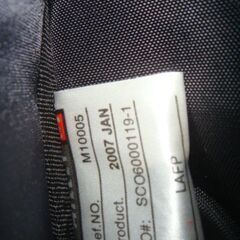 M10005
ef.NO. 2007 JAN
roduct.
O#: SCO6000119-1
LAFP